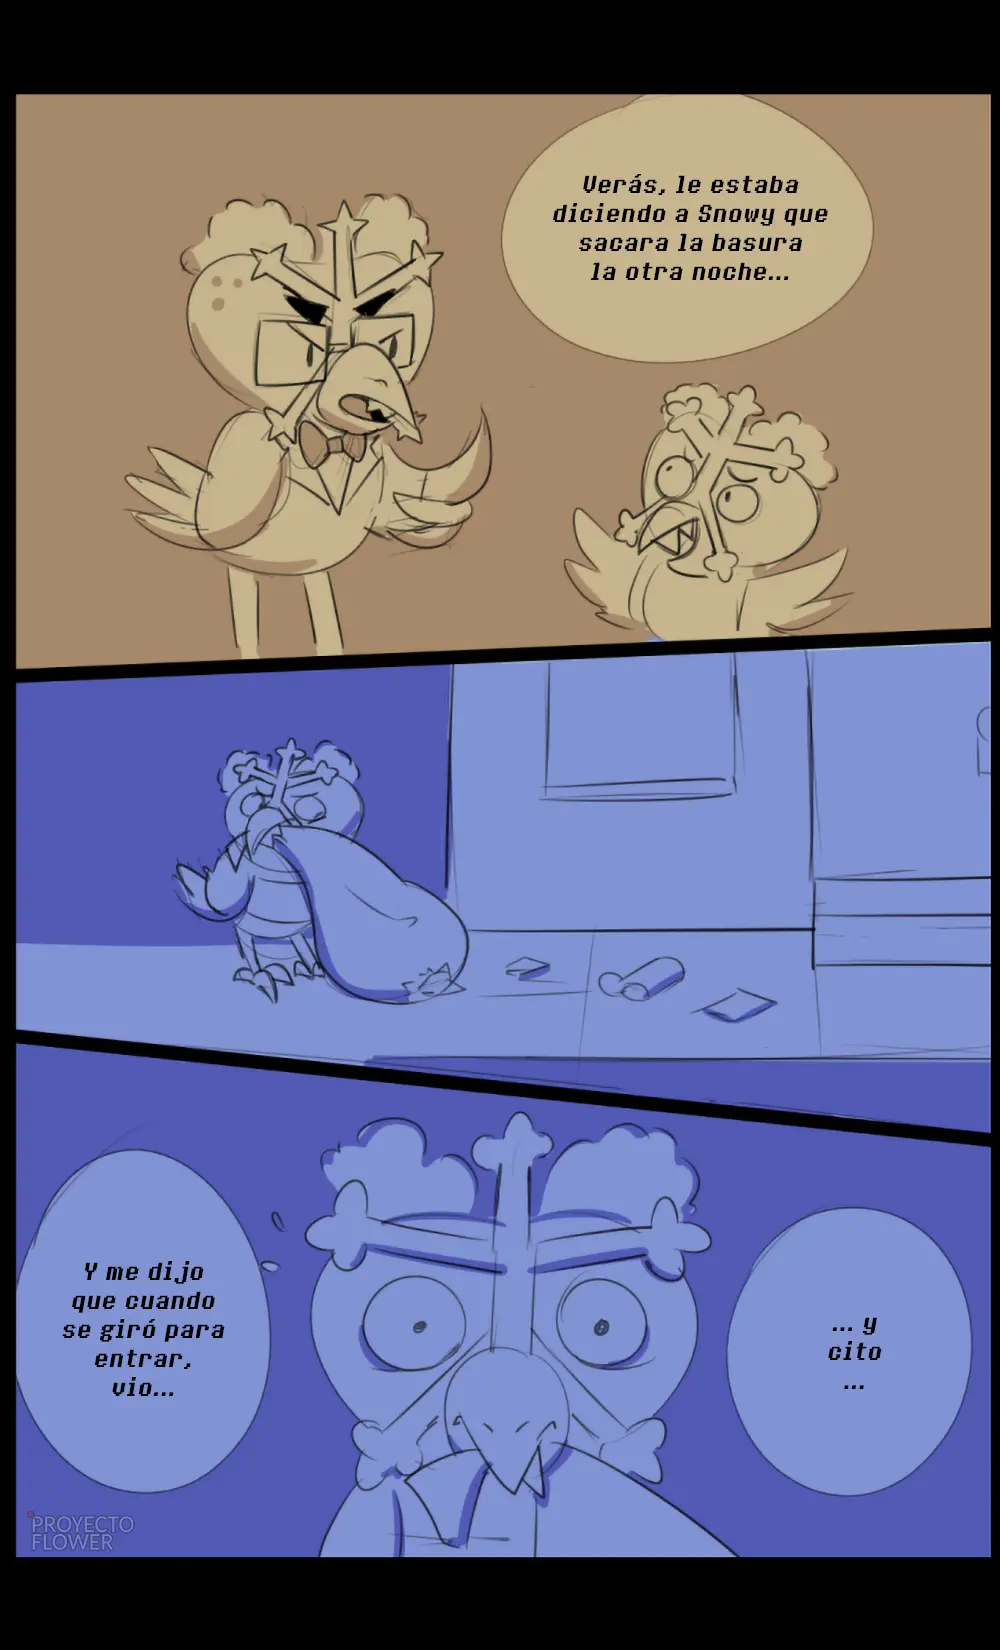 Verás, le estaba
diciendo a Snowy que
sacara la basura
la otra noche...
Y me dijo
que cuando
se giró para
entrar,
vio...
... y
cito
...
PROYECTO
FLOWER